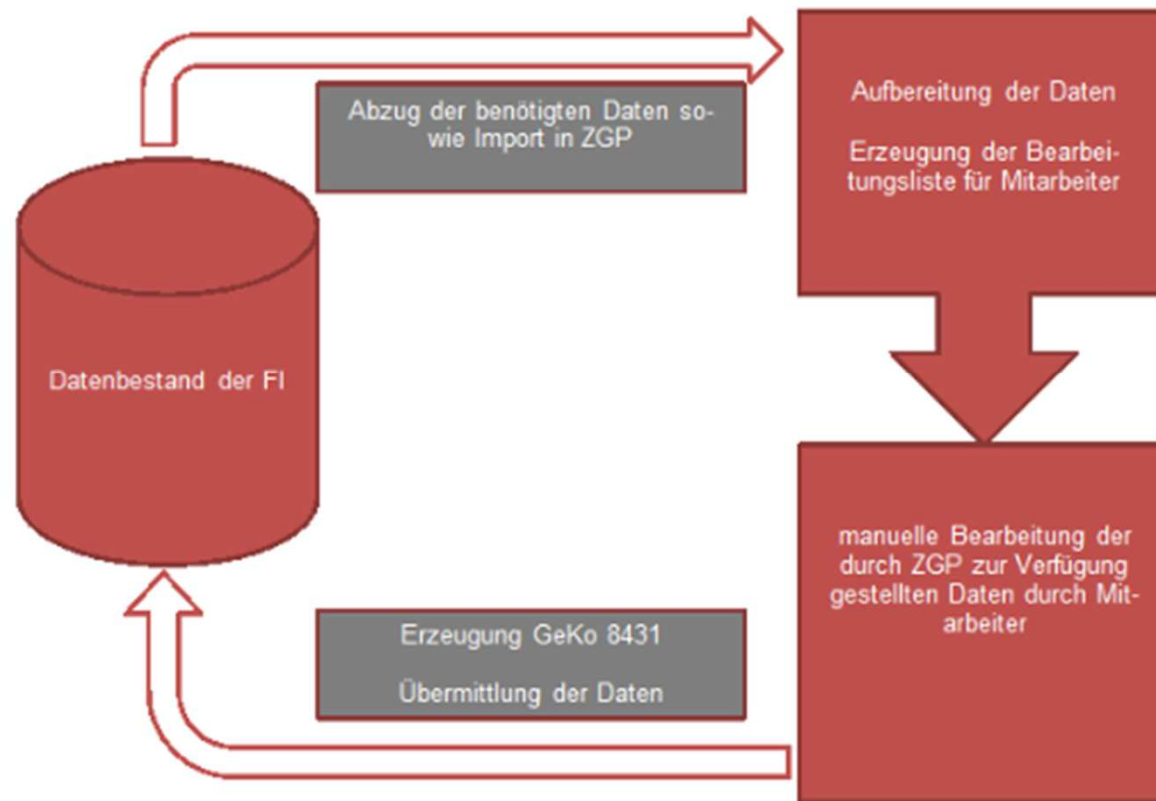 Abzug der benötigten Daten so-
wie Import in ZGP
Aufbereitung der Daten
Erzeugung der Bearbei-
tungsliste für Mitarbeiter
Datenbestand der FI
manuelle Bearbeitung der
durch ZGP zur Verfügung
gestellten Daten durch Mit-
arbeiter
Erzeugung GeKo 8431
Übermittlung der Daten